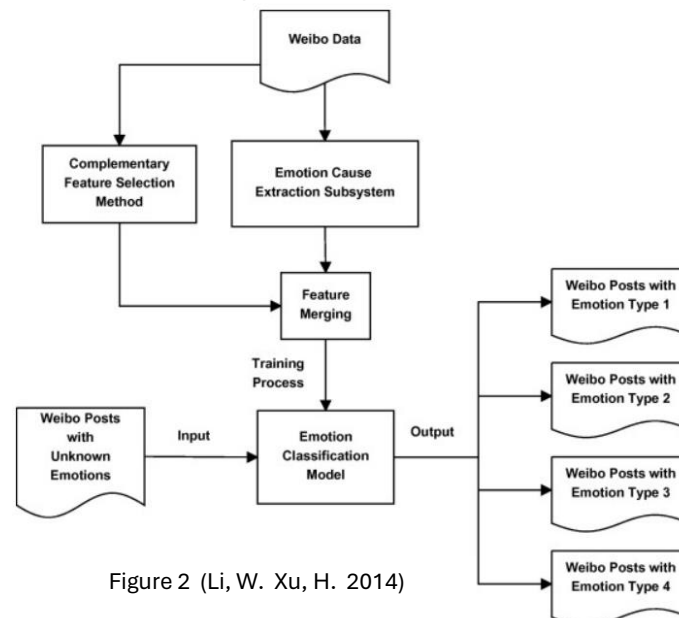 Weibo Data
Complementary
Feature Selection
Method
Emotion Cause
Extraction Subsystem
Feature
Merging
Training
Process
Weibo Posts
with
Unknown
Emotions
Input
Emotion
Classification
Model
Output
Weibo Posts with
Emotion Type 1
Weibo Posts with
Emotion Type 2
Weibo Posts with
Emotion Type 3
Weibo Posts with
Emotion Type 4
Figure 2 (Li, W. Xu, H. 2014)